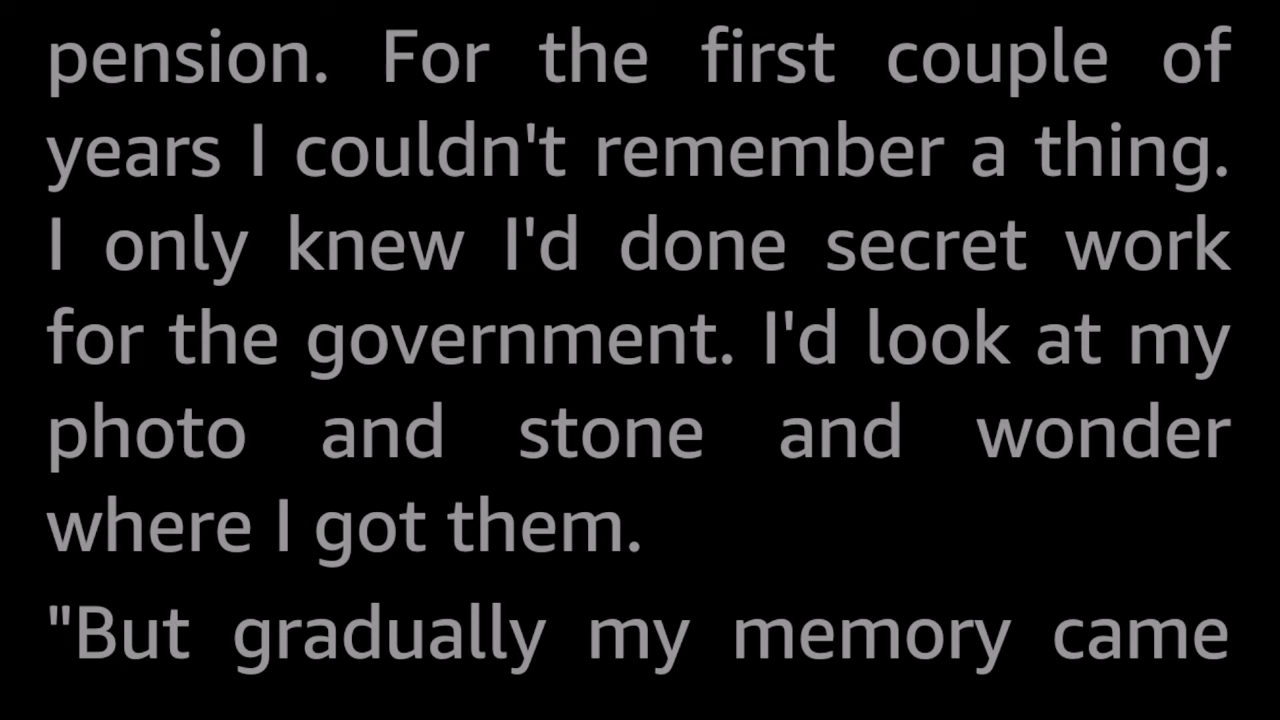 pension. For the first couple of
years I couldn't remember a thing.
I only knew I'd done secret work
for the government. I'd look at my
photo and stone and wonder
where I got them.
"But gradually my memory came